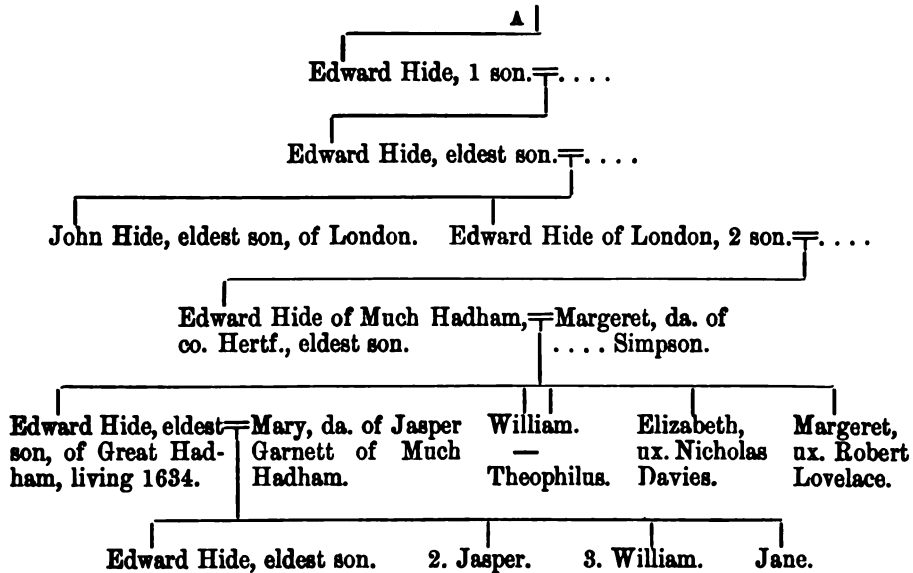 A
Edward Hide, 1 son.=. . . .
Edward Hide, eldest son.=. . . .
John Hide, eldest son, of London. Edward Hide of London, 2 son.=. . . .
Edward Hide of Much Hadham,=Margeret, da. of
co. Hertf., eldest son. . . . . Simpson.
Edward Hide, eldest=Mary, da. of Jasper
son, of Great Had-
ham, living 1634.
Garnett of Much
Hadham.
William.
—
Theophilus.
Elizabeth,
ux. Nicholas
Davies.
Margeret,
ux. Robert
Lovelace.
Edward Hide, eldest son. 2. Jasper. 3. William. Jane.